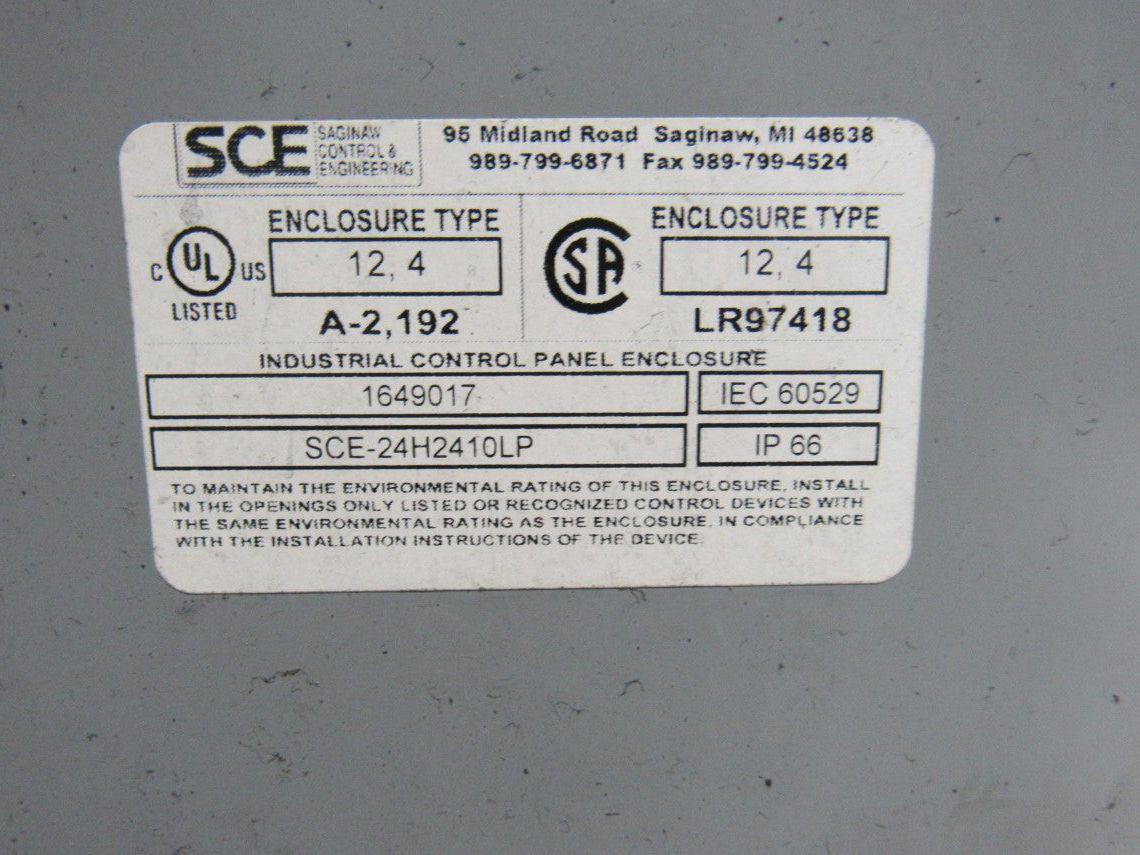 SCE SAGINAW CONTROL & ENGINEERING
95 Midland Road Saginaw, MI 48638
989-799-6871 Fax 989-799-4524
ENCLOSURE TYPE
12, 4
C UL US
LISTED
A-2,192
ENCLOSURE TYPE
SA
12, 4
LR97418
INDUSTRIAL CONTROL PANEL ENCLOSURE
1649017 IEC 60529
SCE-24H2410LP IP 66
TO MAINTAIN THE ENVIRONMENTAL RATING OF THIS ENCLOSURE, INSTALL
IN THE OPENINGS ONLY LISTED OR RECOGNIZED CONTROL DEVICES WITH
THE SAME ENVIRONMENTAL RATING AS THE ENCLOSURE, IN COMPLIANCE
WITH THE INSTALLATION INSTRUCTIONS OF THE DEVICE.